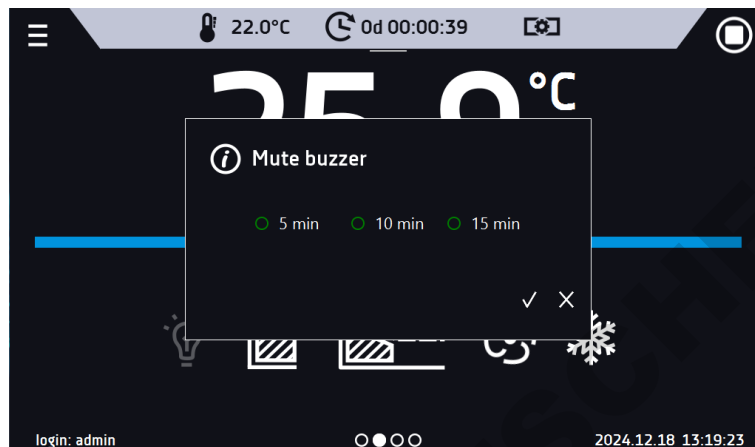 22.0°C 0d 00:00:39
°C
Mute buzzer
5 min 10 min 15 min
login: admin 2024.12.18 13:19:23